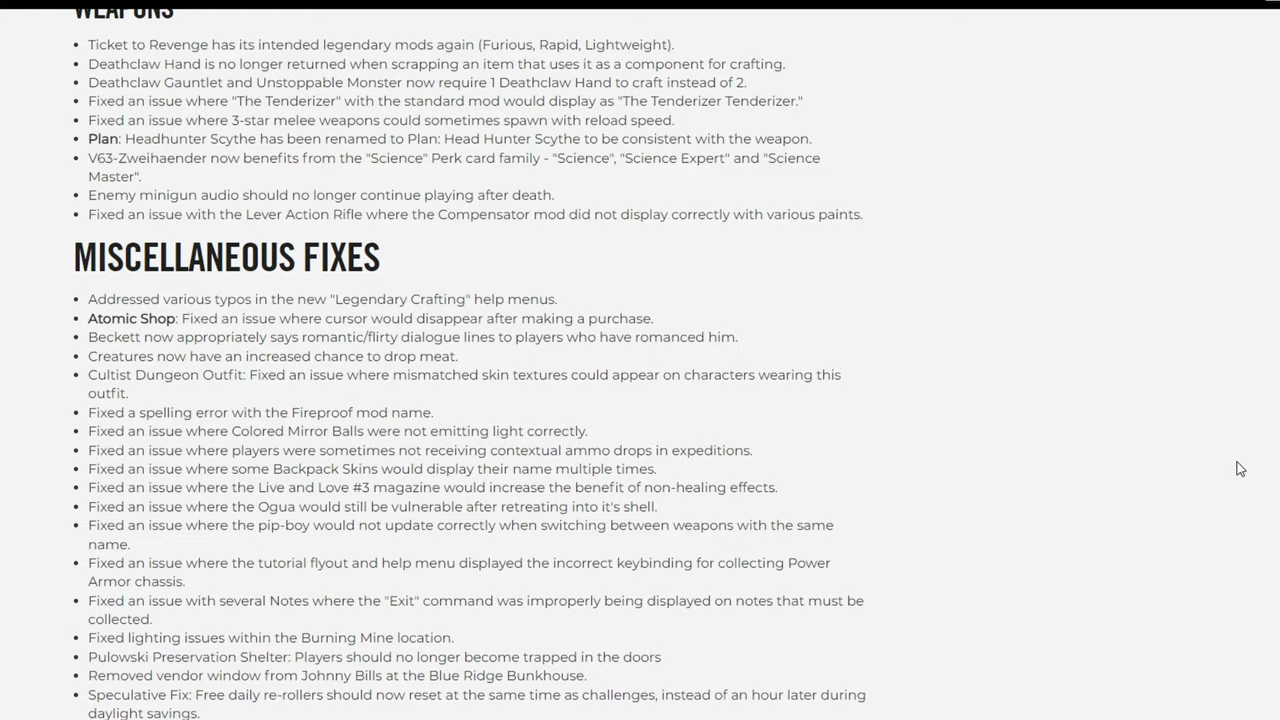 WEAPONS
• Ticket to Revenge has its intended legendary mods again (Furious, Rapid, Lightweight).
• Deathclaw Hand is no longer returned when scrapping an item that uses it as a component for crafting.
• Deathclaw Gauntlet and Unstoppable Monster now require 1 Deathclaw Hand to craft instead of 2.
• Fixed an issue where "The Tenderizer" with the standard mod would display as "The Tenderizer Tenderizer."
• Fixed an issue where 3-star melee weapons could sometimes spawn with reload speed.
• Plan: Headhunter Scythe has been renamed to Plan: Head Hunter Scythe to be consistent with the weapon.
• V63-Zweihaender now benefits from the "Science" Perk card family - "Science", "Science Expert" and "Science
Master".
• Enemy minigun audio should no longer continue playing after death.
• Fixed an issue with the Lever Action Rifle where the Compensator mod did not display correctly with various paints.
MISCELLANEOUS FIXES
• Addressed various typos in the new "Legendary Crafting" help menus.
• Atomic Shop: Fixed an issue where cursor would disappear after making a purchase.
• Beckett now appropriately says romantic/flirty dialogue lines to players who have romanced him.
• Creatures now have an increased chance to drop meat.
• Cultist Dungeon Outfit: Fixed an issue where mismatched skin textures could appear on characters wearing this
outfit.
• Fixed a spelling error with the Fireproof mod name.
• Fixed an issue where Colored Mirror Balls were not emitting light correctly.
• Fixed an issue where players were sometimes not receiving contextual ammo drops in expeditions.
• Fixed an issue where some Backpack Skins would display their name multiple times.
• Fixed an issue where the Live and Love #3 magazine would increase the benefit of non-healing effects.
• Fixed an issue where the Ogua would still be vulnerable after retreating into it's shell.
• Fixed an issue where the pip-boy would not update correctly when switching between weapons with the same
name.
• Fixed an issue where the tutorial flyout and help menu displayed the incorrect keybinding for collecting Power
Armor chassis.
• Fixed an issue with several Notes where the "Exit" command was improperly being displayed on notes that must be
collected.
• Fixed lighting issues within the Burning Mine location.
• Pulowski Preservation Shelter: Players should no longer become trapped in the doors
• Removed vendor window from Johnny Bills at the Blue Ridge Bunkhouse.
• Speculative Fix: Free daily re-rollers should now reset at the same time as challenges, instead of an hour later during
daylight savings.